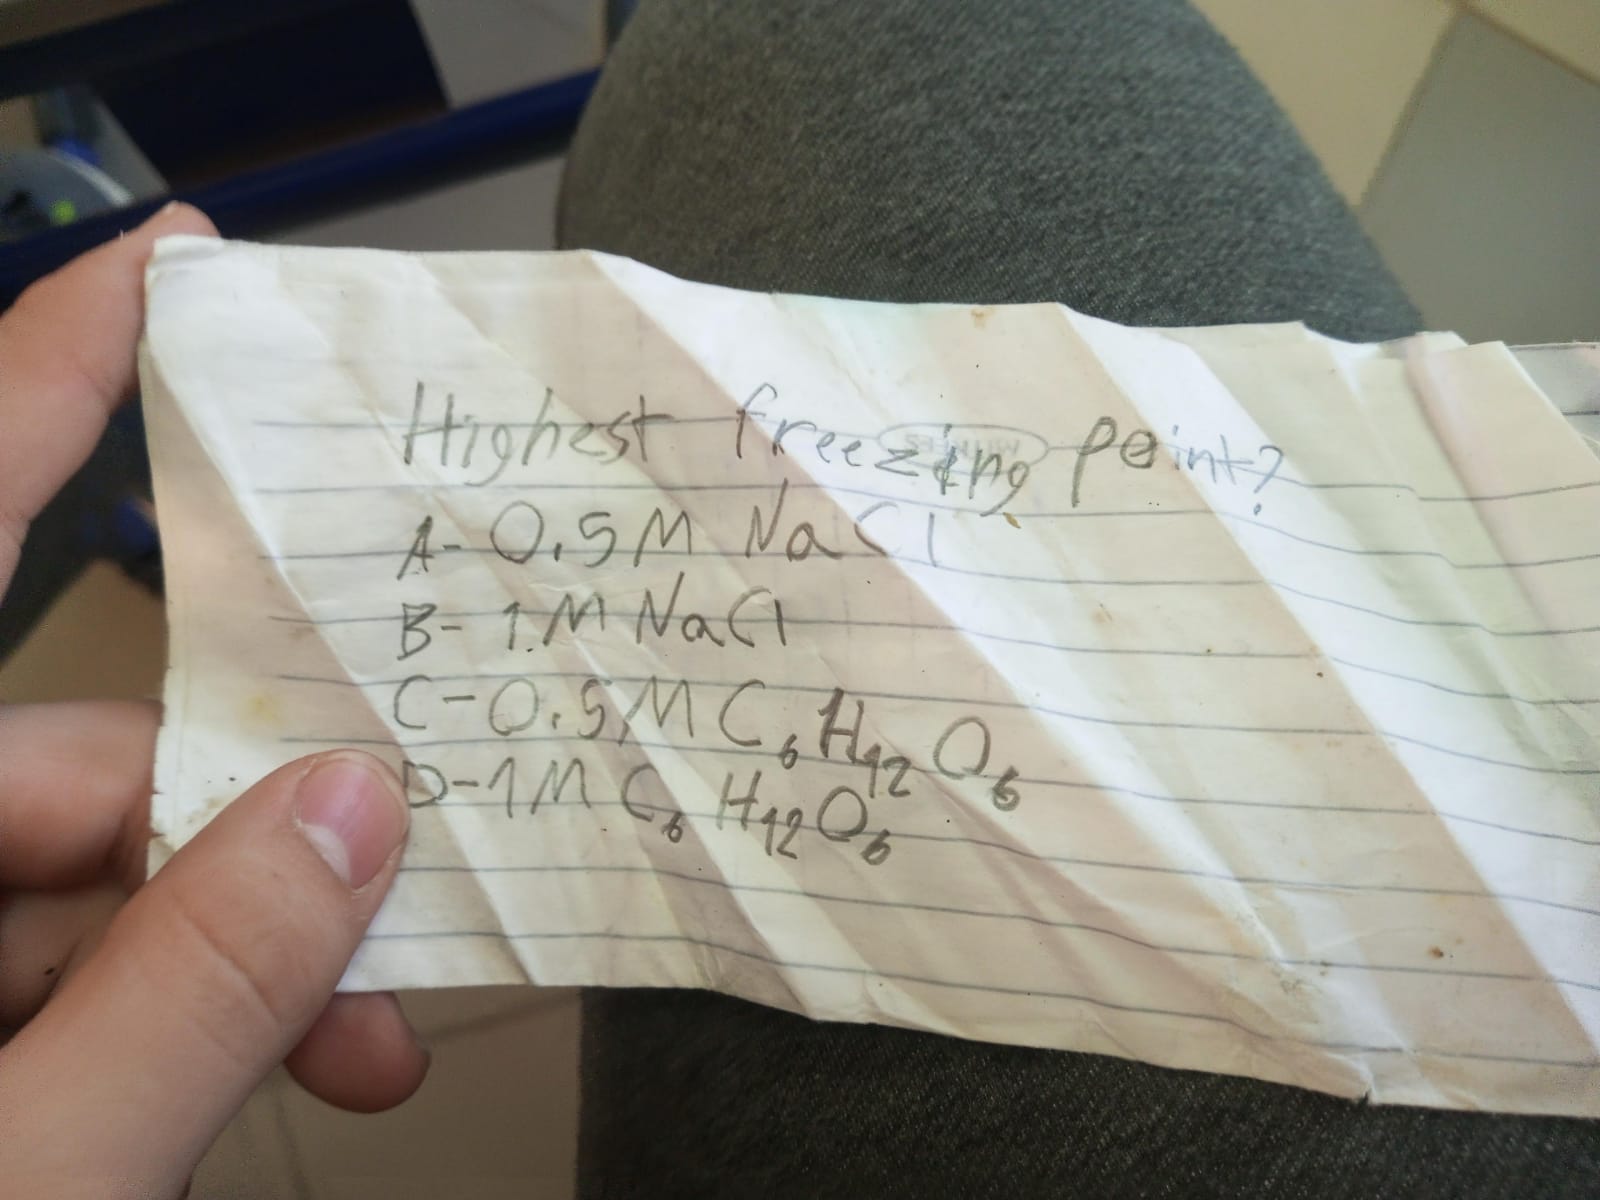 Highest freezing point?
A- 0.5M NaCl
B- 1M NaCl
C- 0.5M C₆H₁₂O₆
D- 1M C₆H₁₂O₆